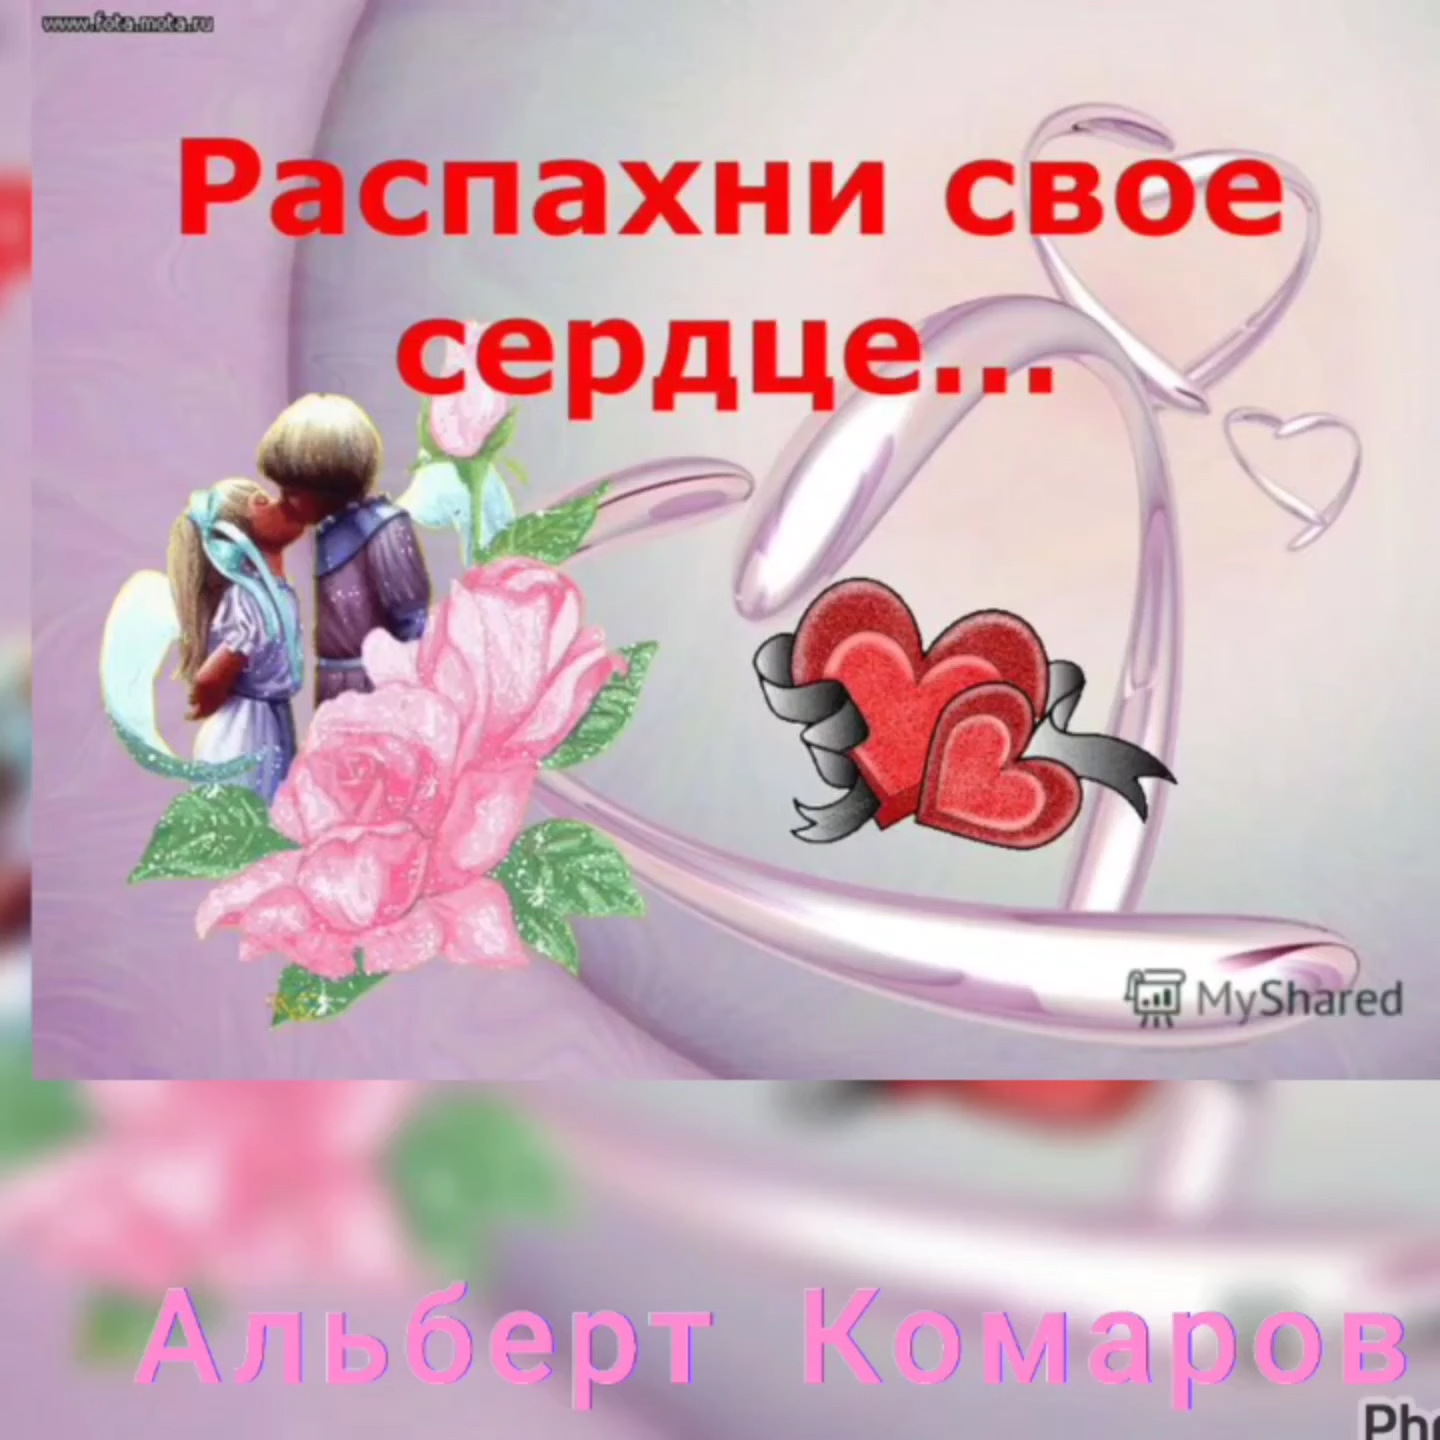 www.fota.mota.ru
Распахни свое
сердце...
MyShared
Альберт Комаров